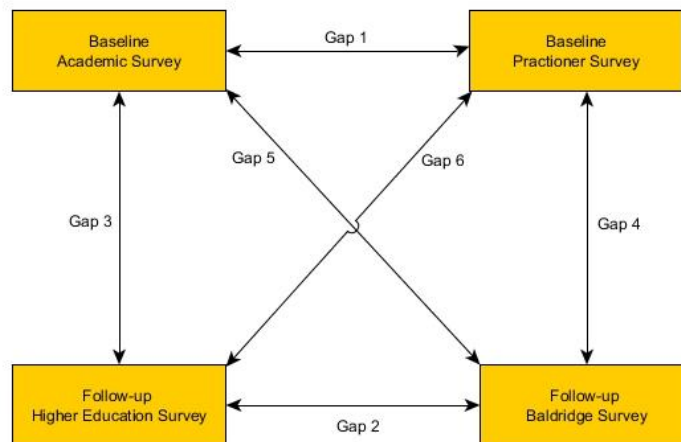 Baseline
Academic Survey
Gap 1
Baseline
Practioner Survey
Gap 5
Gap 6
Gap 3
Gap 4
Follow-up
Higher Education Survey
Gap 2
Follow-up
Baldridge Survey